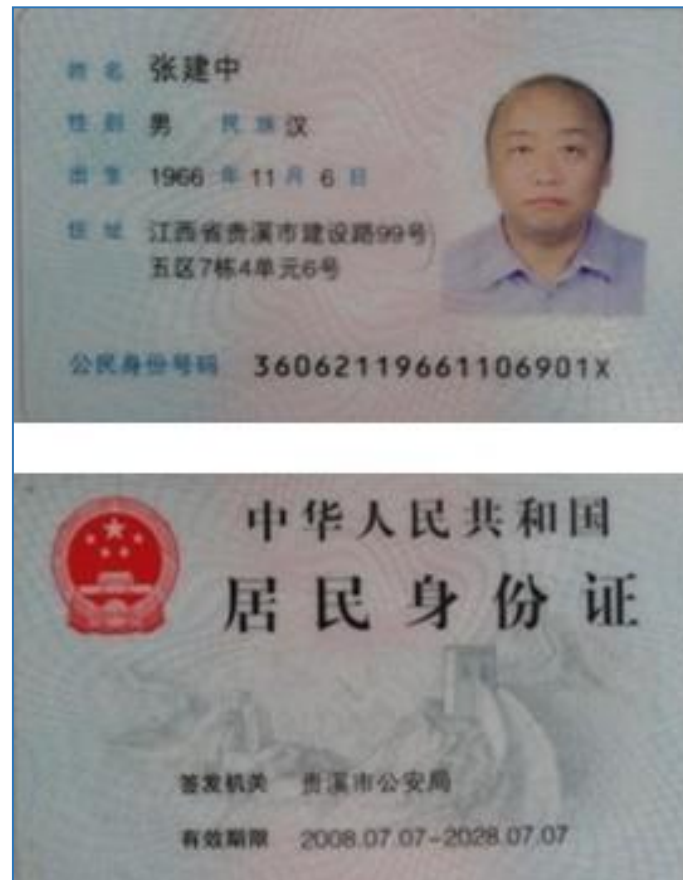 姓名 张建中
性别 男 民族 汉
出生 1966 年 11 月 6 日
住址 江西省贵溪市建设路99号
五区7栋4单元6号
公民身份号码 36062119661106901X
中华人民共和国
居民身份证
签发机关 贵溪市公安局
有效期限 2008.07.07-2028.07.07